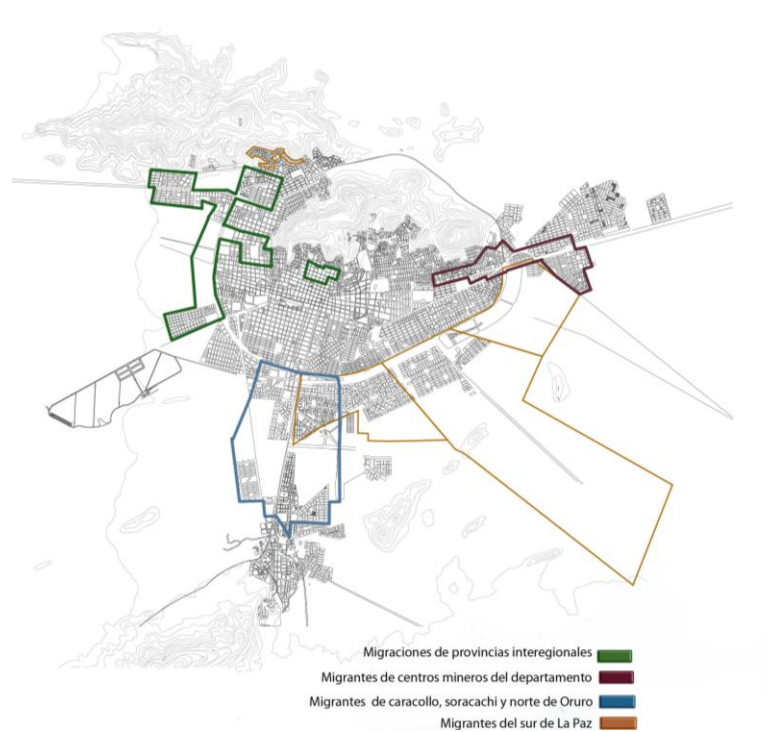 Migraciones de provincias interegionales
Migrantes de centros mineros del departamento
Migrantes de caracollo, soracachi y norte de Oruro
Migrantes del sur de La Paz